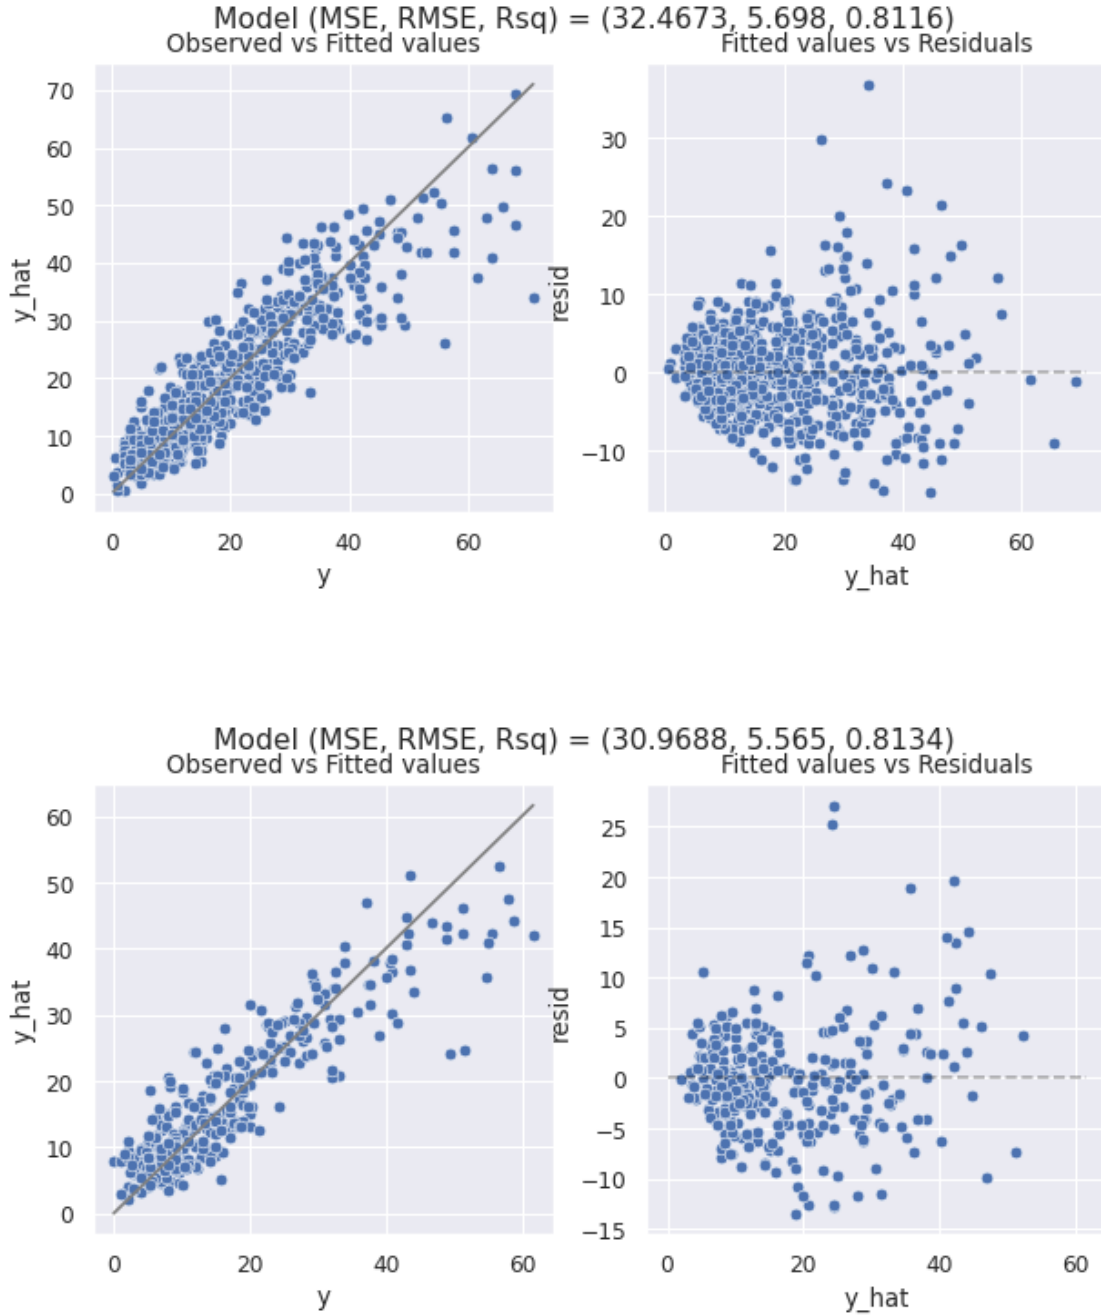 Model (MSE, RMSE, Rsq) = (32.4673, 5.698, 0.8116)
Observed vs Fitted values
Fitted values vs Residuals
70
60
50
40
30
20
10
0
y_hat
0 20 40 60
y
30
20
10
0
−10
resid
0 20 40 60
y_hat
Model (MSE, RMSE, Rsq) = (30.9688, 5.565, 0.8134)
Observed vs Fitted values
Fitted values vs Residuals
60
50
40
30
20
10
0
y_hat
0 20 40 60
y
25
20
15
10
5
0
−5
−10
−15
resid
0 20 40 60
y_hat